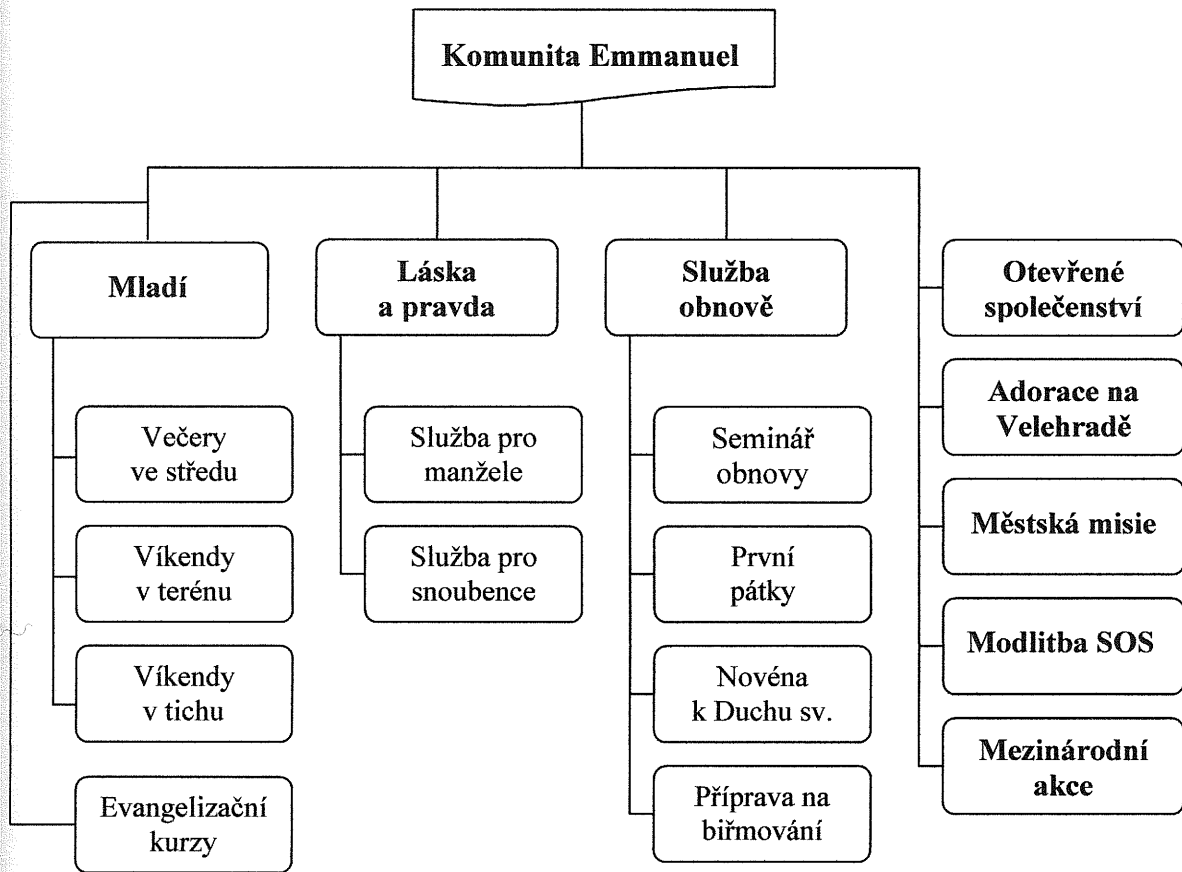 Komunita Emmanuel
Mladí
Večery
ve středu
Víkendy
v terénu
Víkendy
v tichu
Evangelizační
kurzy
Láska
a pravda
Služba pro
manžele
Služba pro
snoubence
Služba
obnově
Seminář
obnovy
První
pátky
Novéna
k Duchu sv.
Příprava na
biřmování
Otevřené
společenství
Adorace na
Velehradě
Městská misie
Modlitba SOS
Mezinárodní
akce